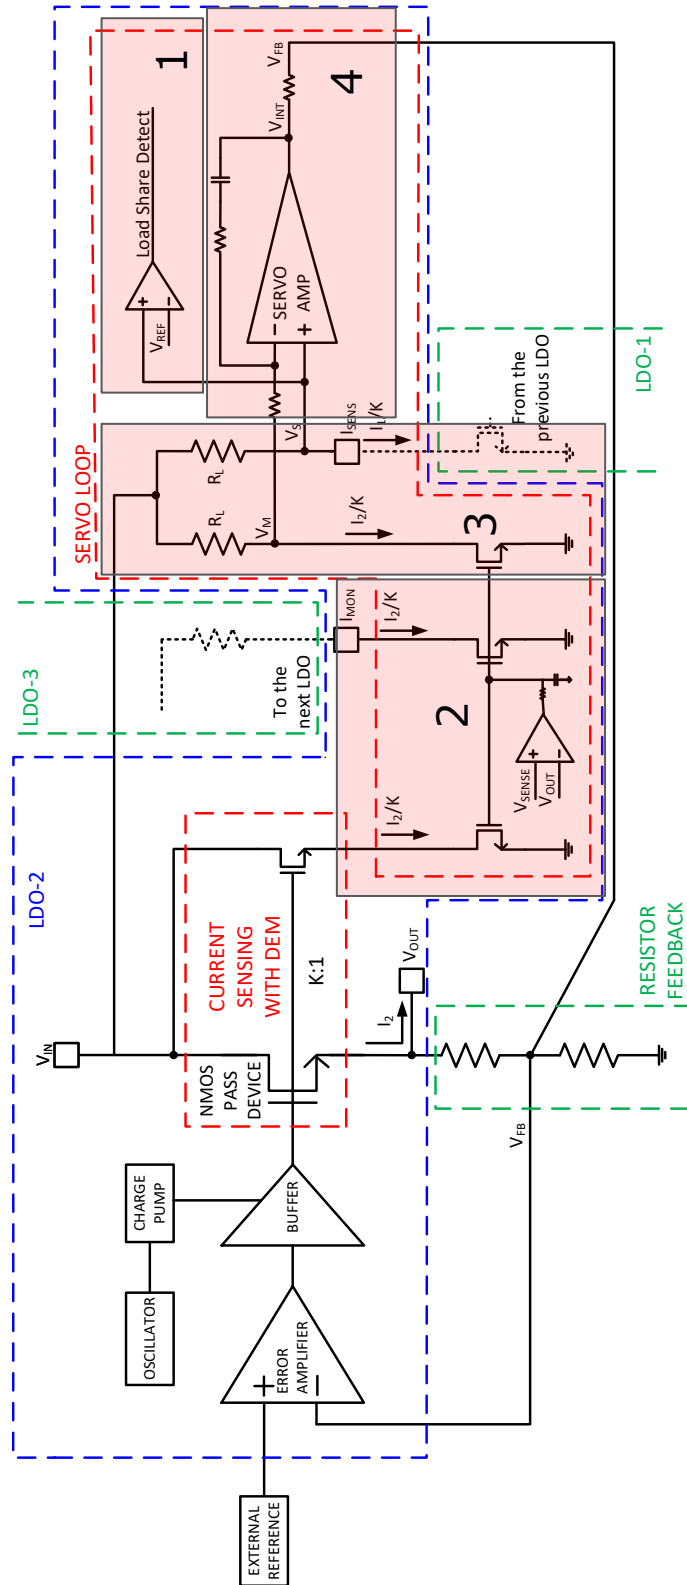 EXTERNAL
REFERENCE
ERROR
AMPLIFIER
+
−
OSCILLATOR
CHARGE
PUMP
BUFFER
LDO-2
V_IN
NMOS
PASS
DEVICE
CURRENT
SENSING
WITH DEM
K:1
I_2
V_OUT
V_FB
RESISTOR
FEEDBACK
LDO-3
To the
next LDO
I_MON
I_2/K
I_2/K
2
V_SENSE
V_OUT
+
−
SERVO LOOP
R_L
R_L
V_M
V_S
I_2/K
3
I_SENS
I_1/K
From the
previous LDO
LDO-1
1
Load Share Detect
V_REF
+
−
4
SERVO
AMP
−
+
V_INT
V_FB